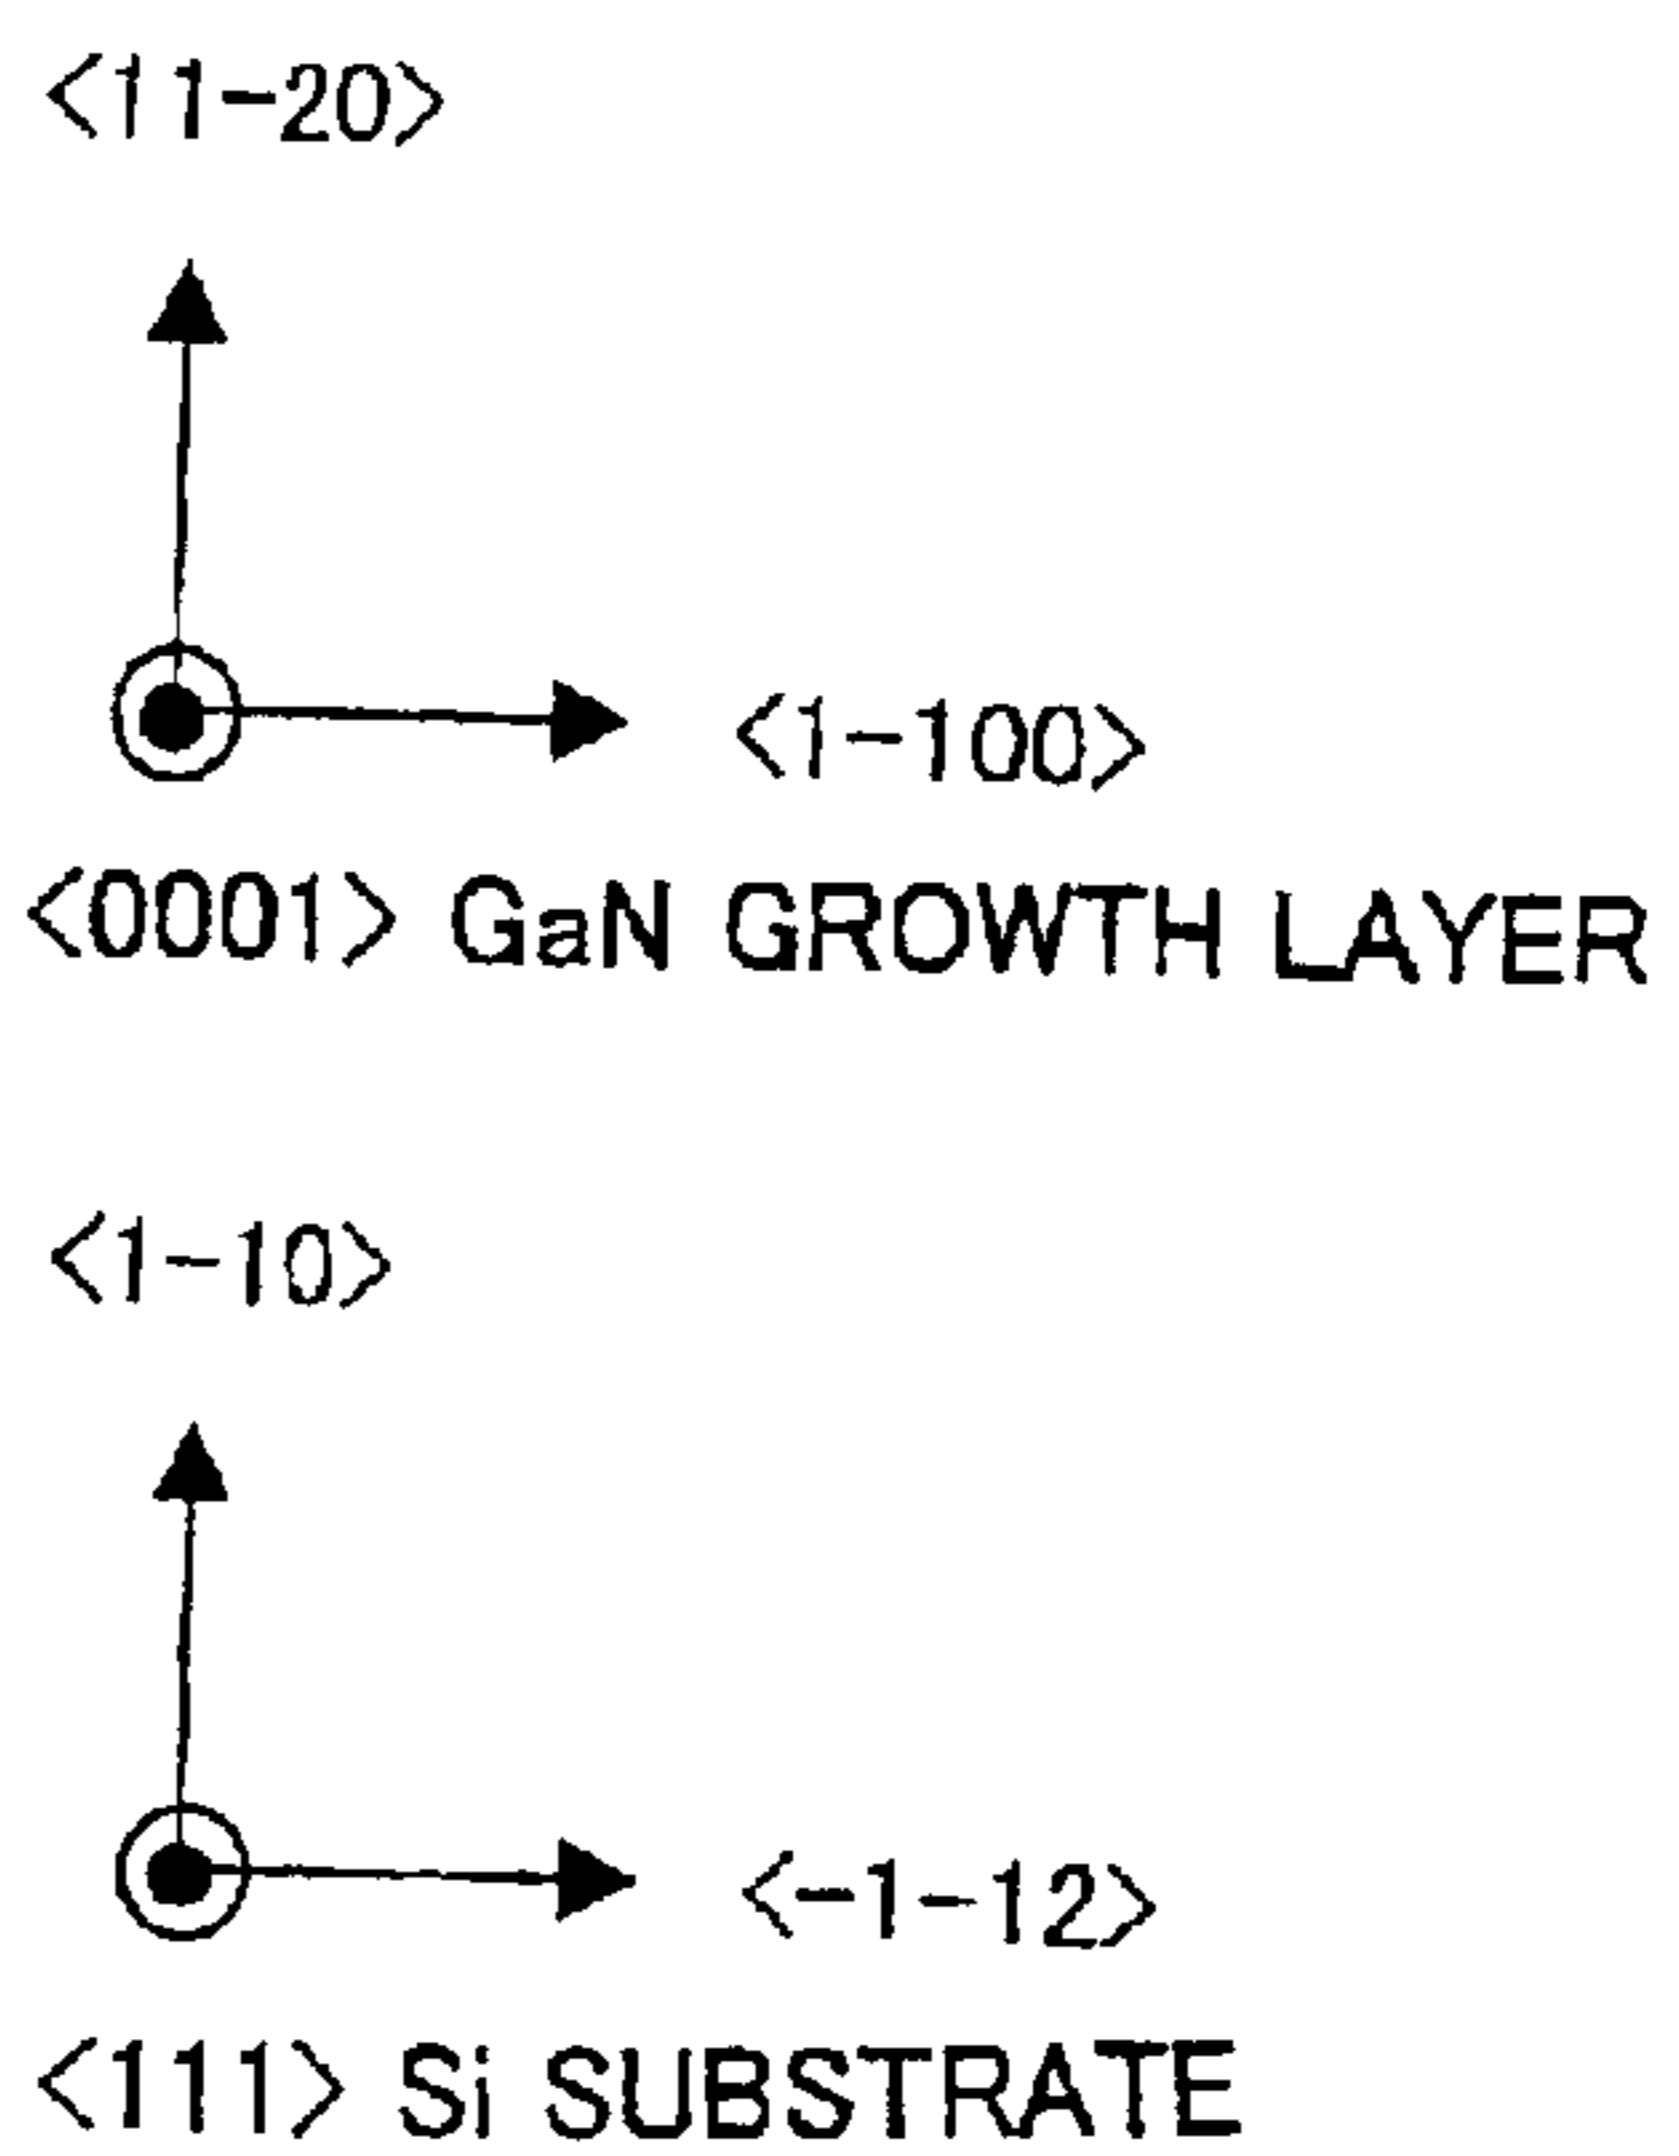 <11-20>
<1-100>
<0001> GaN GROWTH LAYER
<1-10>
<-1-12>
<111> Si SUBSTRATE